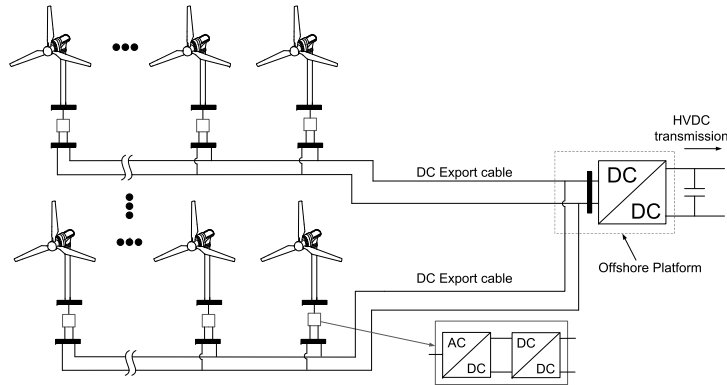 HVDC
transmission
DC Export cable
DC
DC
Offshore Platform
DC Export cable
AC
DC
DC
DC